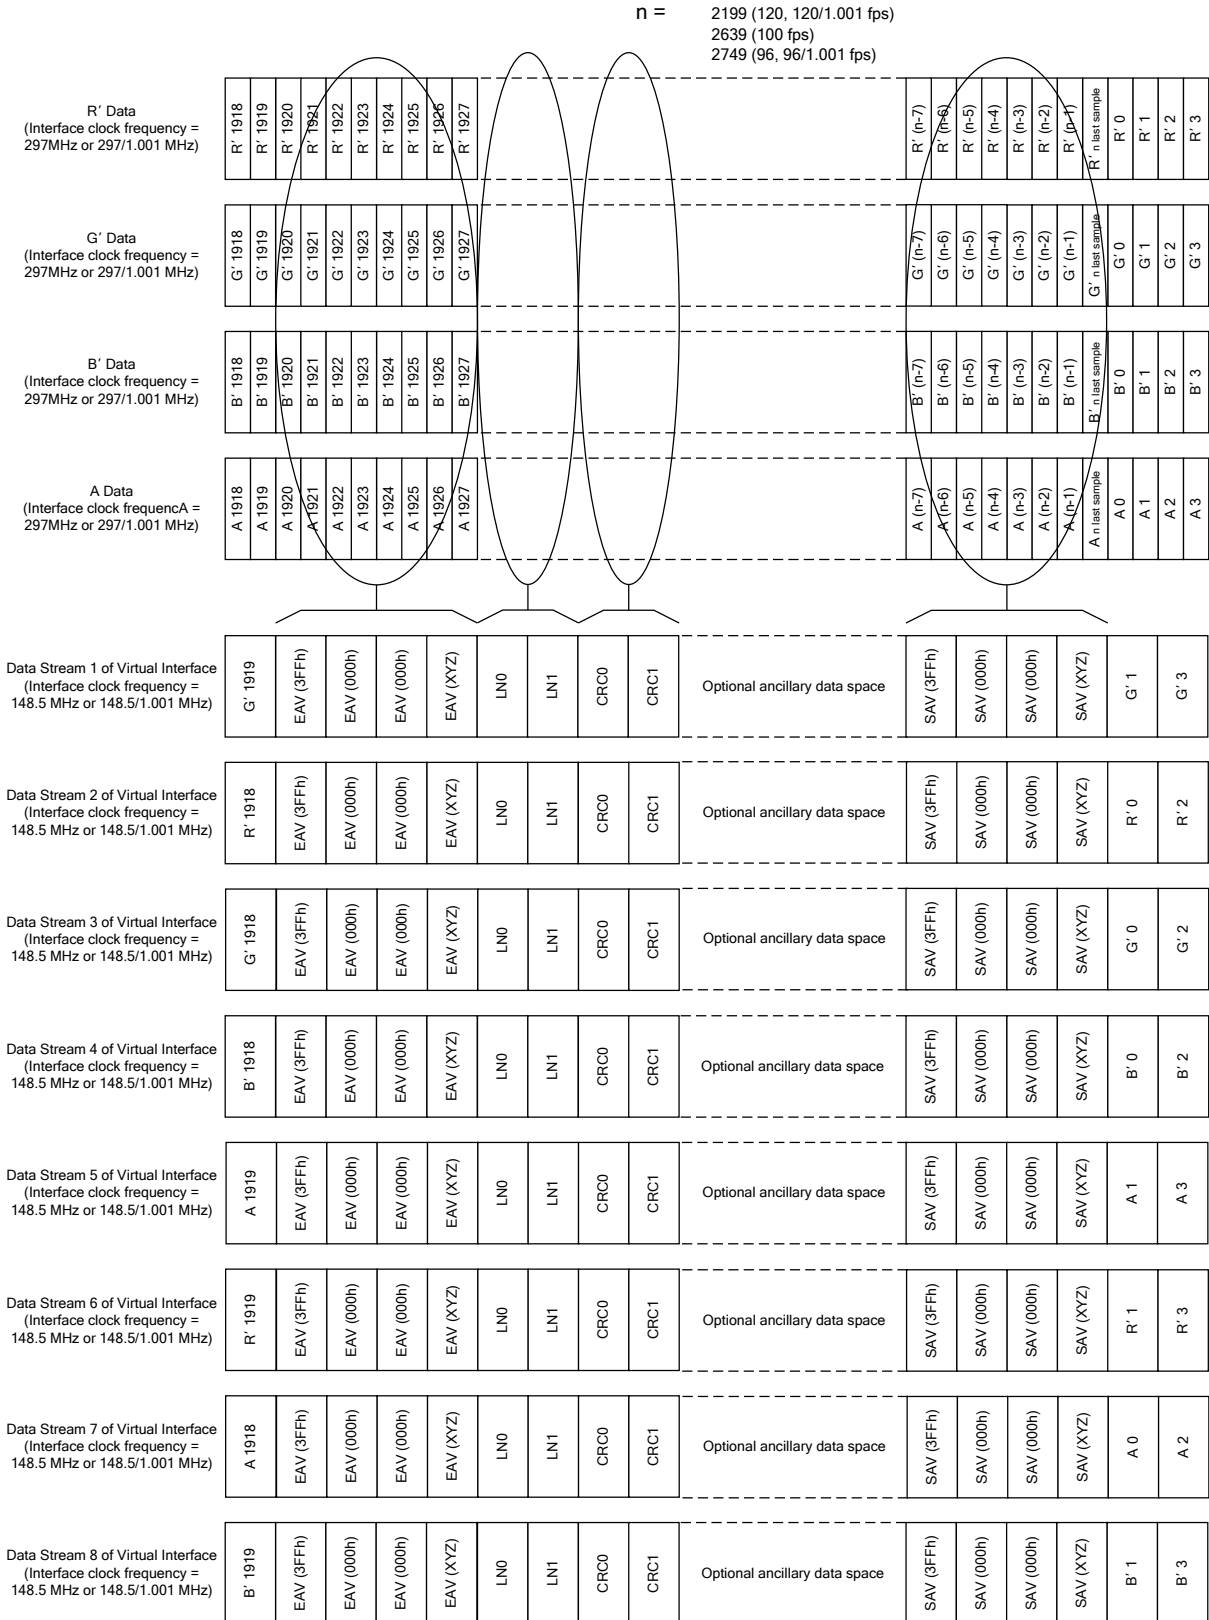 n = 2199 (120, 120/1.001 fps)
2639 (100 fps)
2749 (96, 96/1.001 fps)
R′ Data
(Interface clock frequency =
297MHz or 297/1.001 MHz)
R′ 1918
R′ 1919
R′ 1920
R′ 1921
R′ 1922
R′ 1923
R′ 1924
R′ 1925
R′ 1926
R′ 1927
R′ (n-7)
R′ (n-6)
R′ (n-5)
R′ (n-4)
R′ (n-3)
R′ (n-2)
R′ (n-1)
R′ n last sample
R′ 0
R′ 1
R′ 2
R′ 3
G′ Data
(Interface clock frequency =
297MHz or 297/1.001 MHz)
G′ 1918
G′ 1919
G′ 1920
G′ 1921
G′ 1922
G′ 1923
G′ 1924
G′ 1925
G′ 1926
G′ 1927
G′ (n-7)
G′ (n-6)
G′ (n-5)
G′ (n-4)
G′ (n-3)
G′ (n-2)
G′ (n-1)
G′ n last sample
G′ 0
G′ 1
G′ 2
G′ 3
B′ Data
(Interface clock frequency =
297MHz or 297/1.001 MHz)
B′ 1918
B′ 1919
B′ 1920
B′ 1921
B′ 1922
B′ 1923
B′ 1924
B′ 1925
B′ 1926
B′ 1927
B′ (n-7)
B′ (n-6)
B′ (n-5)
B′ (n-4)
B′ (n-3)
B′ (n-2)
B′ (n-1)
B′ n last sample
B′ 0
B′ 1
B′ 2
B′ 3
A Data
(Interface clock frequencA =
297MHz or 297/1.001 MHz)
A 1918
A 1919
A 1920
A 1921
A 1922
A 1923
A 1924
A 1925
A 1926
A 1927
A (n-7)
A (n-6)
A (n-5)
A (n-4)
A (n-3)
A (n-2)
A (n-1)
A n last sample
A 0
A 1
A 2
A 3
Data Stream 1 of Virtual Interface
(Interface clock frequency =
148.5 MHz or 148.5/1.001 MHz)
G′ 1919
EAV (3FFh)
EAV (000h)
EAV (000h)
EAV (XYZ)
LN0
LN1
CRC0
CRC1
Optional ancillary data space
SAV (3FFh)
SAV (000h)
SAV (000h)
SAV (XYZ)
G′ 1
G′ 3
Data Stream 2 of Virtual Interface
(Interface clock frequency =
148.5 MHz or 148.5/1.001 MHz)
R′ 1918
EAV (3FFh)
EAV (000h)
EAV (000h)
EAV (XYZ)
LN0
LN1
CRC0
CRC1
Optional ancillary data space
SAV (3FFh)
SAV (000h)
SAV (000h)
SAV (XYZ)
R′ 0
R′ 2
Data Stream 3 of Virtual Interface
(Interface clock frequency =
148.5 MHz or 148.5/1.001 MHz)
G′ 1918
EAV (3FFh)
EAV (000h)
EAV (000h)
EAV (XYZ)
LN0
LN1
CRC0
CRC1
Optional ancillary data space
SAV (3FFh)
SAV (000h)
SAV (000h)
SAV (XYZ)
G′ 0
G′ 2
Data Stream 4 of Virtual Interface
(Interface clock frequency =
148.5 MHz or 148.5/1.001 MHz)
B′ 1918
EAV (3FFh)
EAV (000h)
EAV (000h)
EAV (XYZ)
LN0
LN1
CRC0
CRC1
Optional ancillary data space
SAV (3FFh)
SAV (000h)
SAV (000h)
SAV (XYZ)
B′ 0
B′ 2
Data Stream 5 of Virtual Interface
(Interface clock frequency =
148.5 MHz or 148.5/1.001 MHz)
A 1919
EAV (3FFh)
EAV (000h)
EAV (000h)
EAV (XYZ)
LN0
LN1
CRC0
CRC1
Optional ancillary data space
SAV (3FFh)
SAV (000h)
SAV (000h)
SAV (XYZ)
A 1
A 3
Data Stream 6 of Virtual Interface
(Interface clock frequency =
148.5 MHz or 148.5/1.001 MHz)
R′ 1919
EAV (3FFh)
EAV (000h)
EAV (000h)
EAV (XYZ)
LN0
LN1
CRC0
CRC1
Optional ancillary data space
SAV (3FFh)
SAV (000h)
SAV (000h)
SAV (XYZ)
R′ 1
R′ 3
Data Stream 7 of Virtual Interface
(Interface clock frequency =
148.5 MHz or 148.5/1.001 MHz)
A 1918
EAV (3FFh)
EAV (000h)
EAV (000h)
EAV (XYZ)
LN0
LN1
CRC0
CRC1
Optional ancillary data space
SAV (3FFh)
SAV (000h)
SAV (000h)
SAV (XYZ)
A 0
A 2
Data Stream 8 of Virtual Interface
(Interface clock frequency =
148.5 MHz or 148.5/1.001 MHz)
B′ 1919
EAV (3FFh)
EAV (000h)
EAV (000h)
EAV (XYZ)
LN0
LN1
CRC0
CRC1
Optional ancillary data space
SAV (3FFh)
SAV (000h)
SAV (000h)
SAV (XYZ)
B′ 1
B′ 3